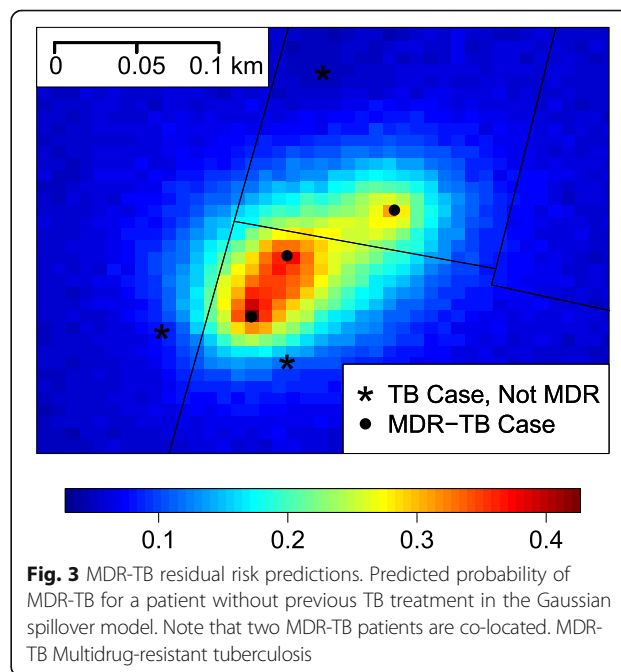 0 0.05 0.1 km
* TB Case, Not MDR
● MDR−TB Case
0.1 0.2 0.3 0.4
Fig. 3 MDR-TB residual risk predictions. Predicted probability of
MDR-TB for a patient without previous TB treatment in the Gaussian
spillover model. Note that two MDR-TB patients are co-located. MDR-
TB Multidrug-resistant tuberculosis